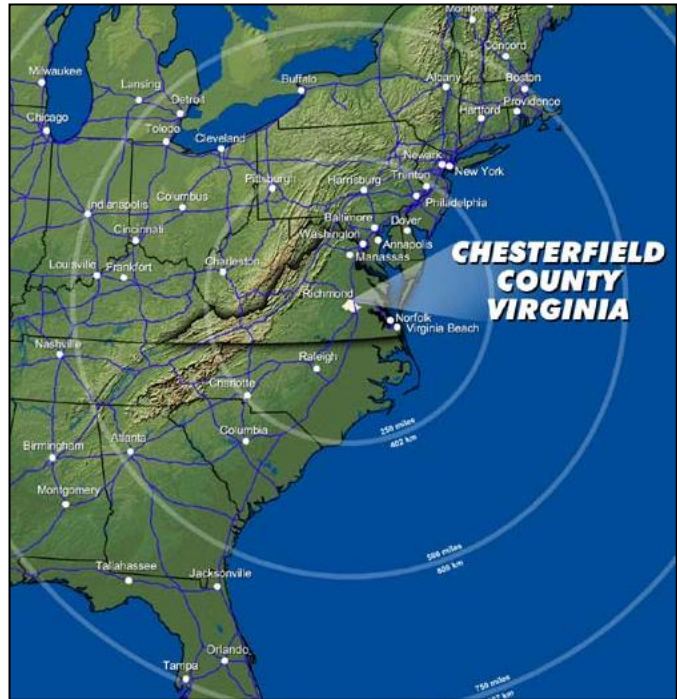 Montpelier
Concord
Milwaukee
Lansing
Buffalo
Albany
Boston
Detroit
Hartford
Providence
Chicago
Toledo
Cleveland
Newark
New York
Pittsburgh
Harrisburg
Trinton
Indianapolis
Columbus
Philadelphia
Baltimore
Dover
Cincinnati
Washington
Annapolis
Manassas
CHESTERFIELD
COUNTY
VIRGINIA
Louisville
Frankfort
Charleston
Richmond
Norfolk
Virginia Beach
Nashville
Raleigh
Charlotte
250 miles
402 km
Columbia
Birmingham
Atlanta
Montgomery
500 miles
805 km
Tallahassee
Jacksonville
Orlando
Tampa
750 miles